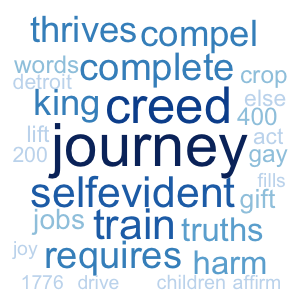 thrives compel
words complete crop
detroit
king creed else
400
lift journey act
200 gay
selfevident fills
gift
jobs train truths
joy requires harm
1776 drive children affirm